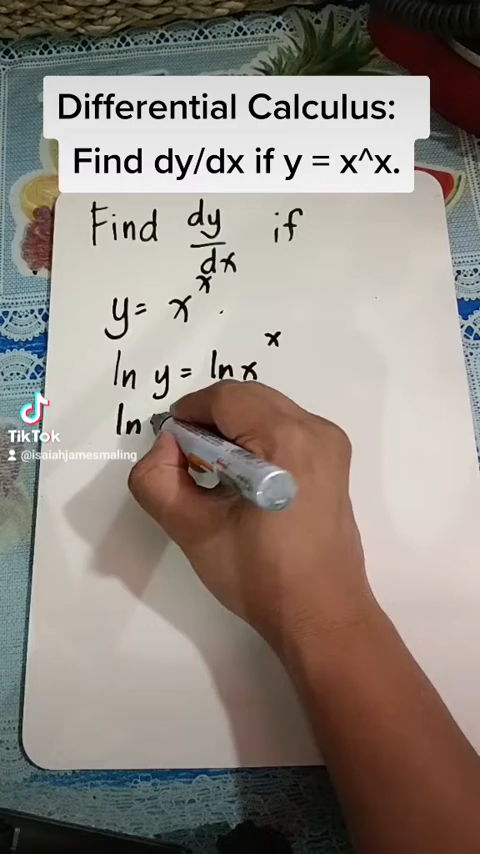 Differential Calculus:
Find dy/dx if y = x^x.
Find dy/dx if
y = x^x.
ln y = ln x^x
ln
TikTok
@isaiahjamesmaling